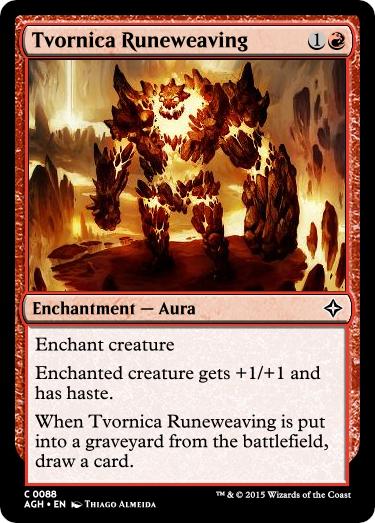 Tvornica Runeweaving 1
Enchantment — Aura
Enchant creature
Enchanted creature gets +1/+1 and
has haste.
When Tvornica Runeweaving is put
into a graveyard from the battlefield,
draw a card.
C 0088
AGH • EN Thiago Almeida
™ & © 2015 Wizards of the Coast